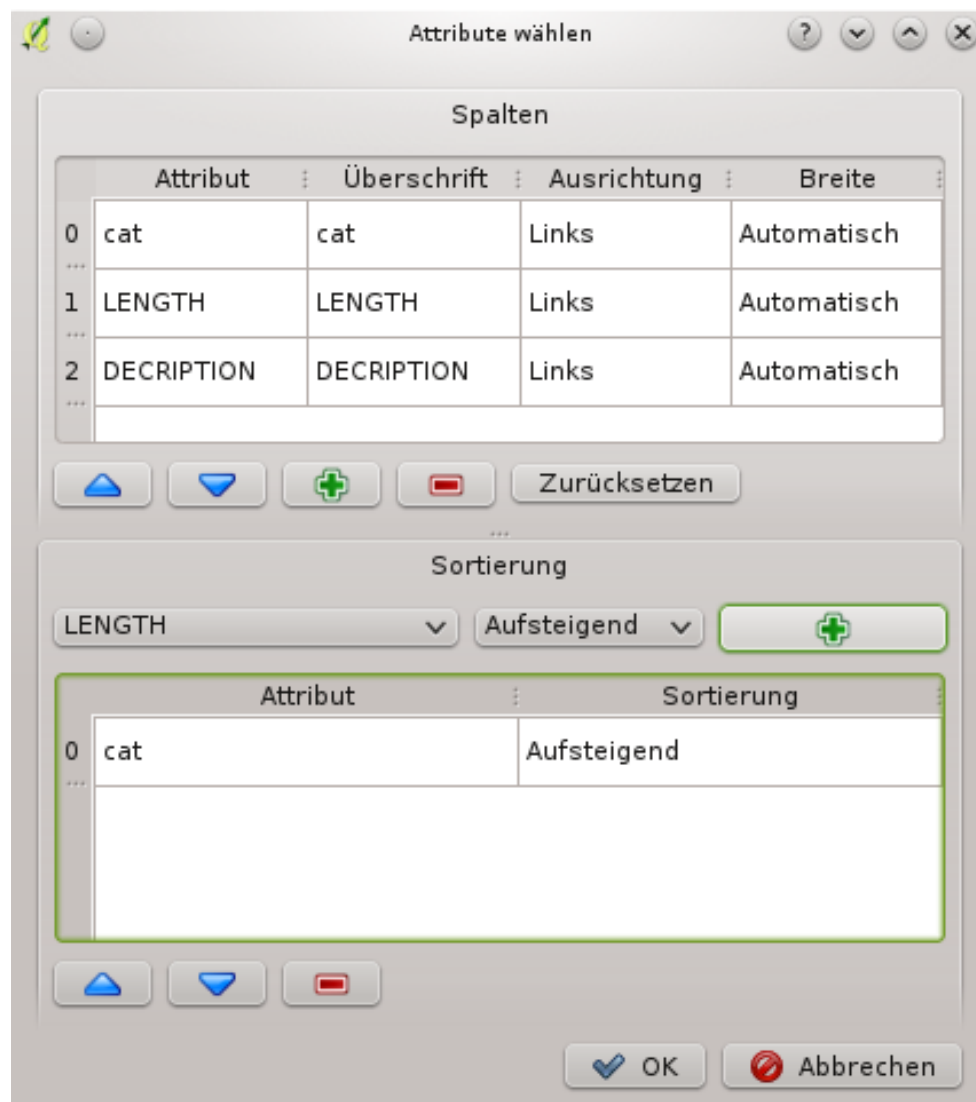 Attribute wählen
Spalten
Attribut Überschrift Ausrichtung Breite
0 cat cat Links Automatisch
1 LENGTH LENGTH Links Automatisch
2 DECRIPTION DECRIPTION Links Automatisch
Zurücksetzen
Sortierung
LENGTH Aufsteigend
Attribut Sortierung
0 cat Aufsteigend
OK Abbrechen